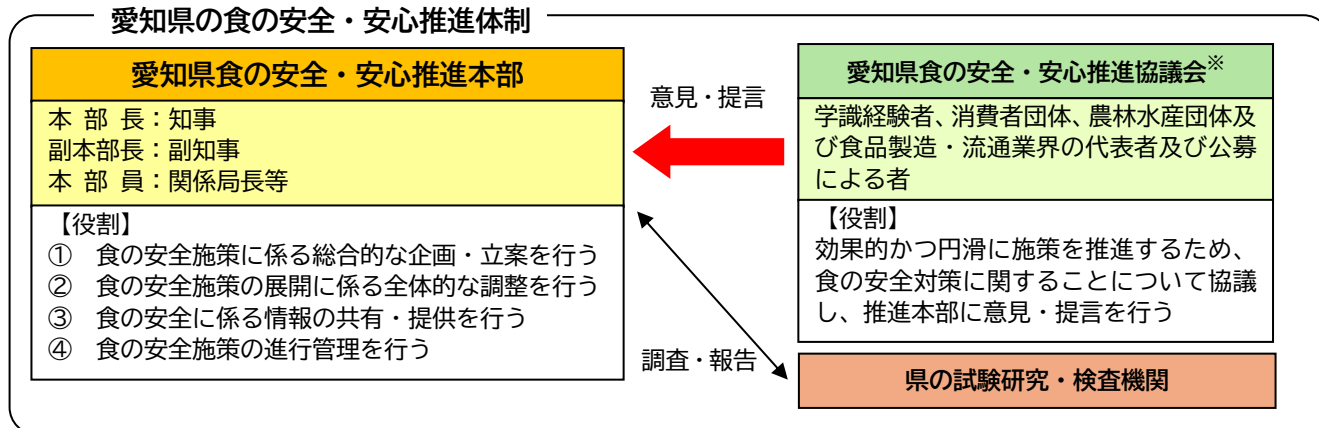 愛知県の食の安全・安心推進体制
愛知県食の安全・安心推進本部
本 部 長：知事
副本部長：副知事
本 部 員：関係局長等
【役割】
① 食の安全施策に係る総合的な企画・立案を行う
② 食の安全施策の展開に係る全体的な調整を行う
③ 食の安全に係る情報の共有・提供を行う
④ 食の安全施策の進行管理を行う
意見・提言
調査・報告
愛知県食の安全・安心推進協議会※
学識経験者、消費者団体、農林水産団体及
び食品製造・流通業界の代表者及び公募
による者
【役割】
効果的かつ円滑に施策を推進するため、
食の安全対策に関することについて協議
し、推進本部に意見・提言を行う
県の試験研究・検査機関